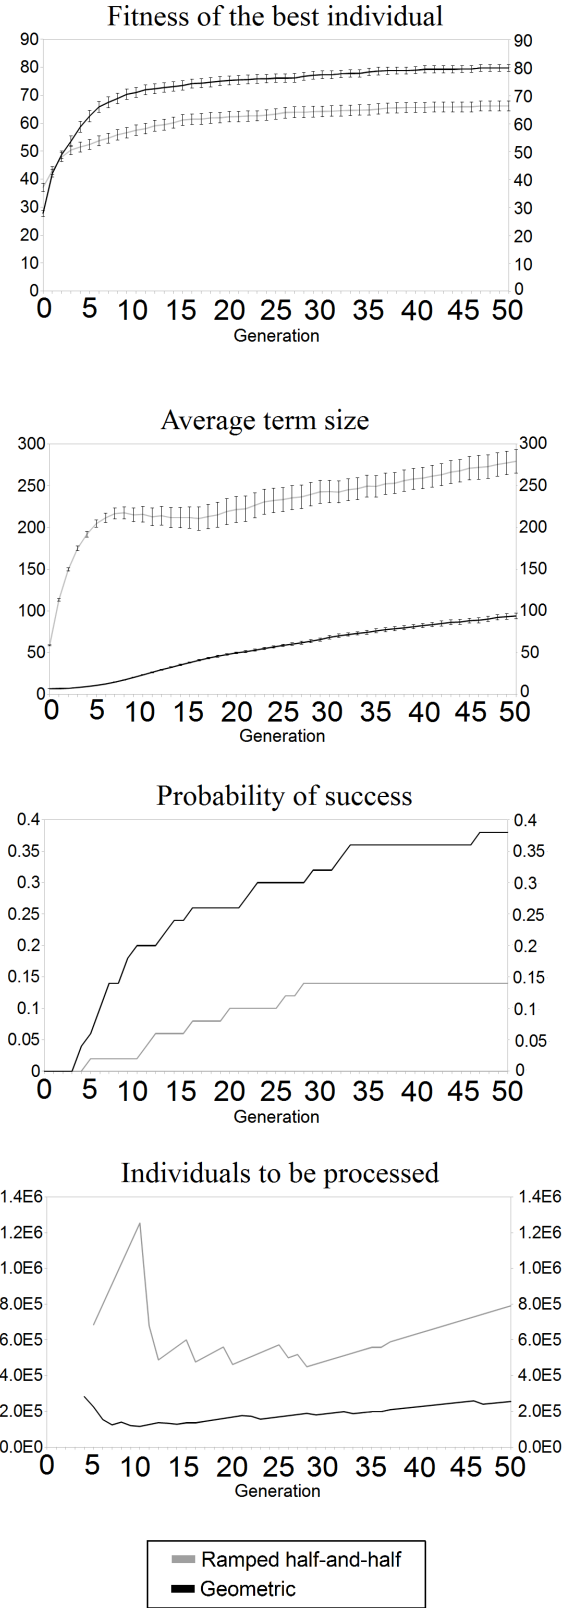 Fitness of the best individual
90 90
80 80
70 70
60 60
50 50
40 40
30 30
20 20
10 10
0 0
0 5 10 15 20 25 30 35 40 45 50
Generation
Average term size
300 300
250 250
200 200
150 150
100 100
50 50
0 0
0 5 10 15 20 25 30 35 40 45 50
Generation
Probability of success
0.4 0.4
0.35 0.35
0.3 0.3
0.25 0.25
0.2 0.2
0.15 0.15
0.1 0.1
0.05 0.05
0 0
0 5 10 15 20 25 30 35 40 45 50
Generation
Individuals to be processed
1.4E6 1.4E6
1.2E6 1.2E6
1.0E6 1.0E6
8.0E5 8.0E5
6.0E5 6.0E5
4.0E5 4.0E5
2.0E5 2.0E5
0.0E0 0.0E0
0 5 10 15 20 25 30 35 40 45 50
Generation
Ramped half-and-half
Geometric